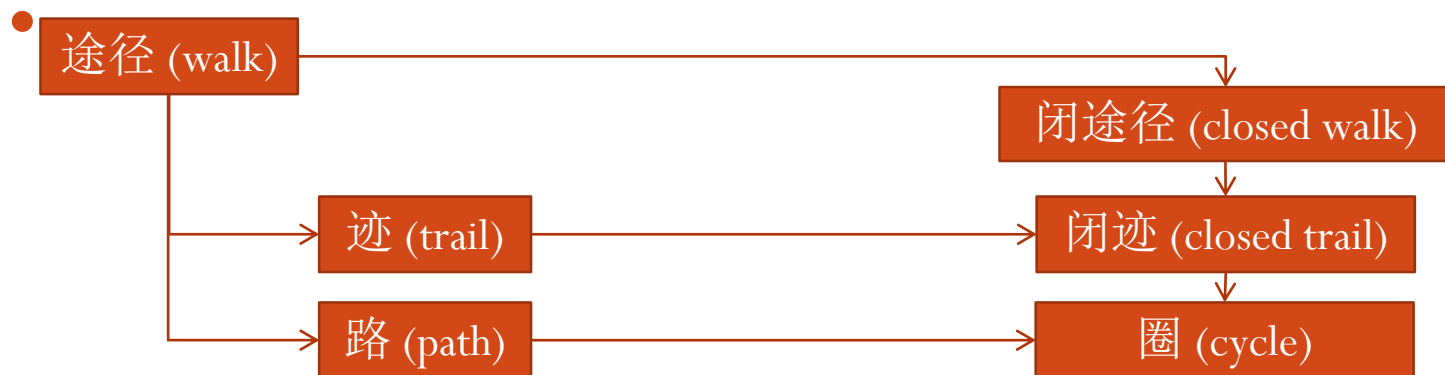 途径 (walk)
闭途径 (closed walk)
迹 (trail)
闭迹 (closed trail)
路 (path)
圈 (cycle)